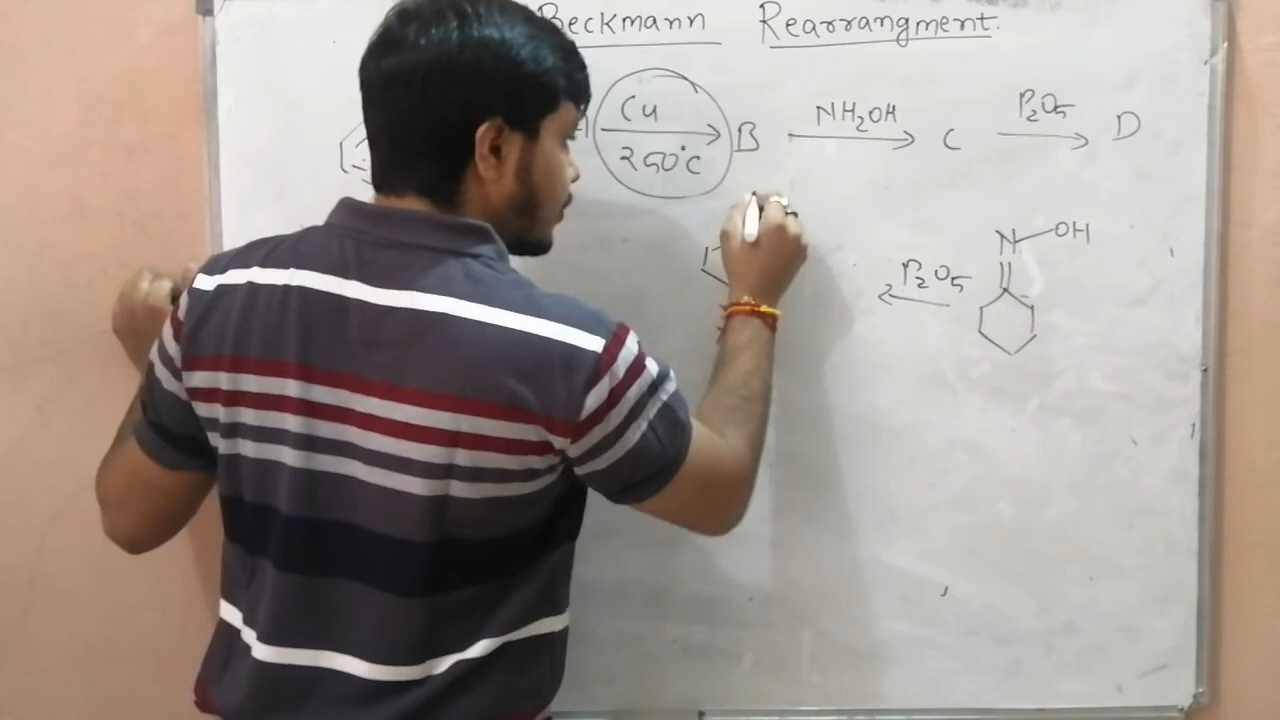 Beckmann Rearrangment.
Cu
250°C B NH₂OH C P₂O₅ D
N OH
P₂O₅